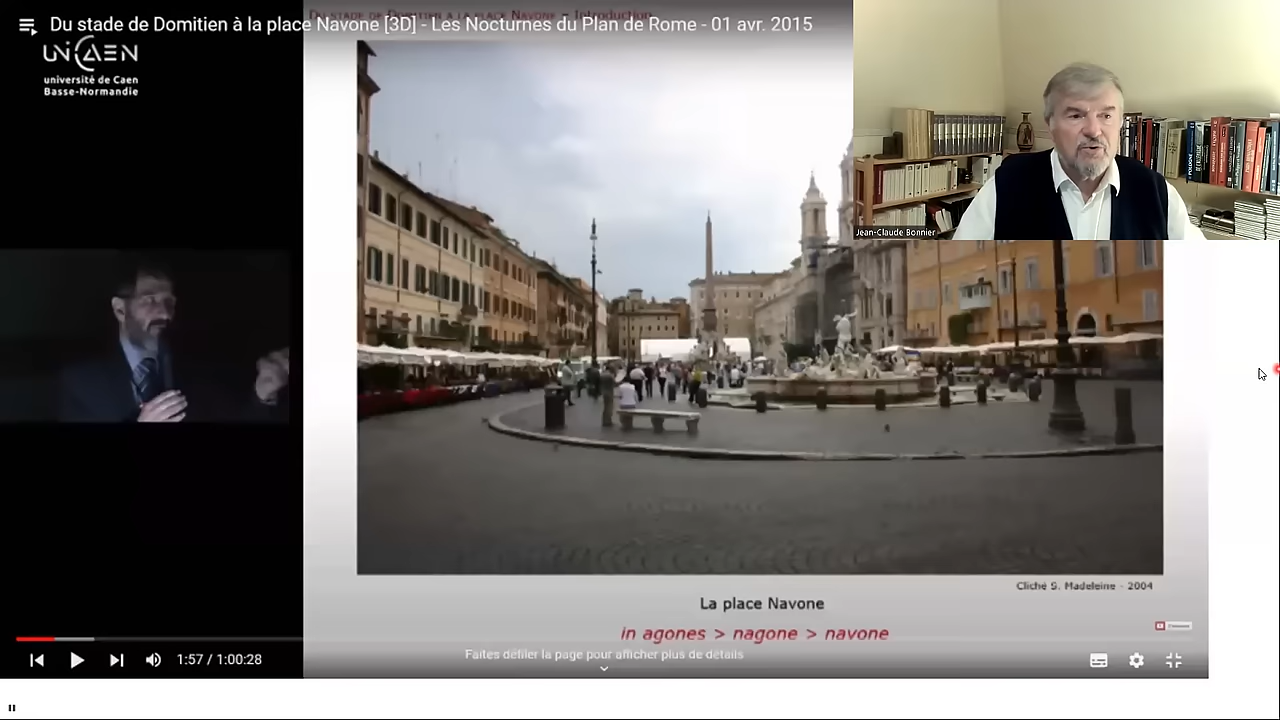 Du stade de Domitien à la place Navone [3D] - Les Nocturnes du Plan de Rome - 01 avr. 2015
UNICAEN
université de Caen
Basse-Normandie
Jean-Claude Bonnier
Cliché S. Madeleine - 2004
La place Navone
in agones > nagone > navone
Faites défiler la page pour afficher plus de détails
1:57 / 1:00:28